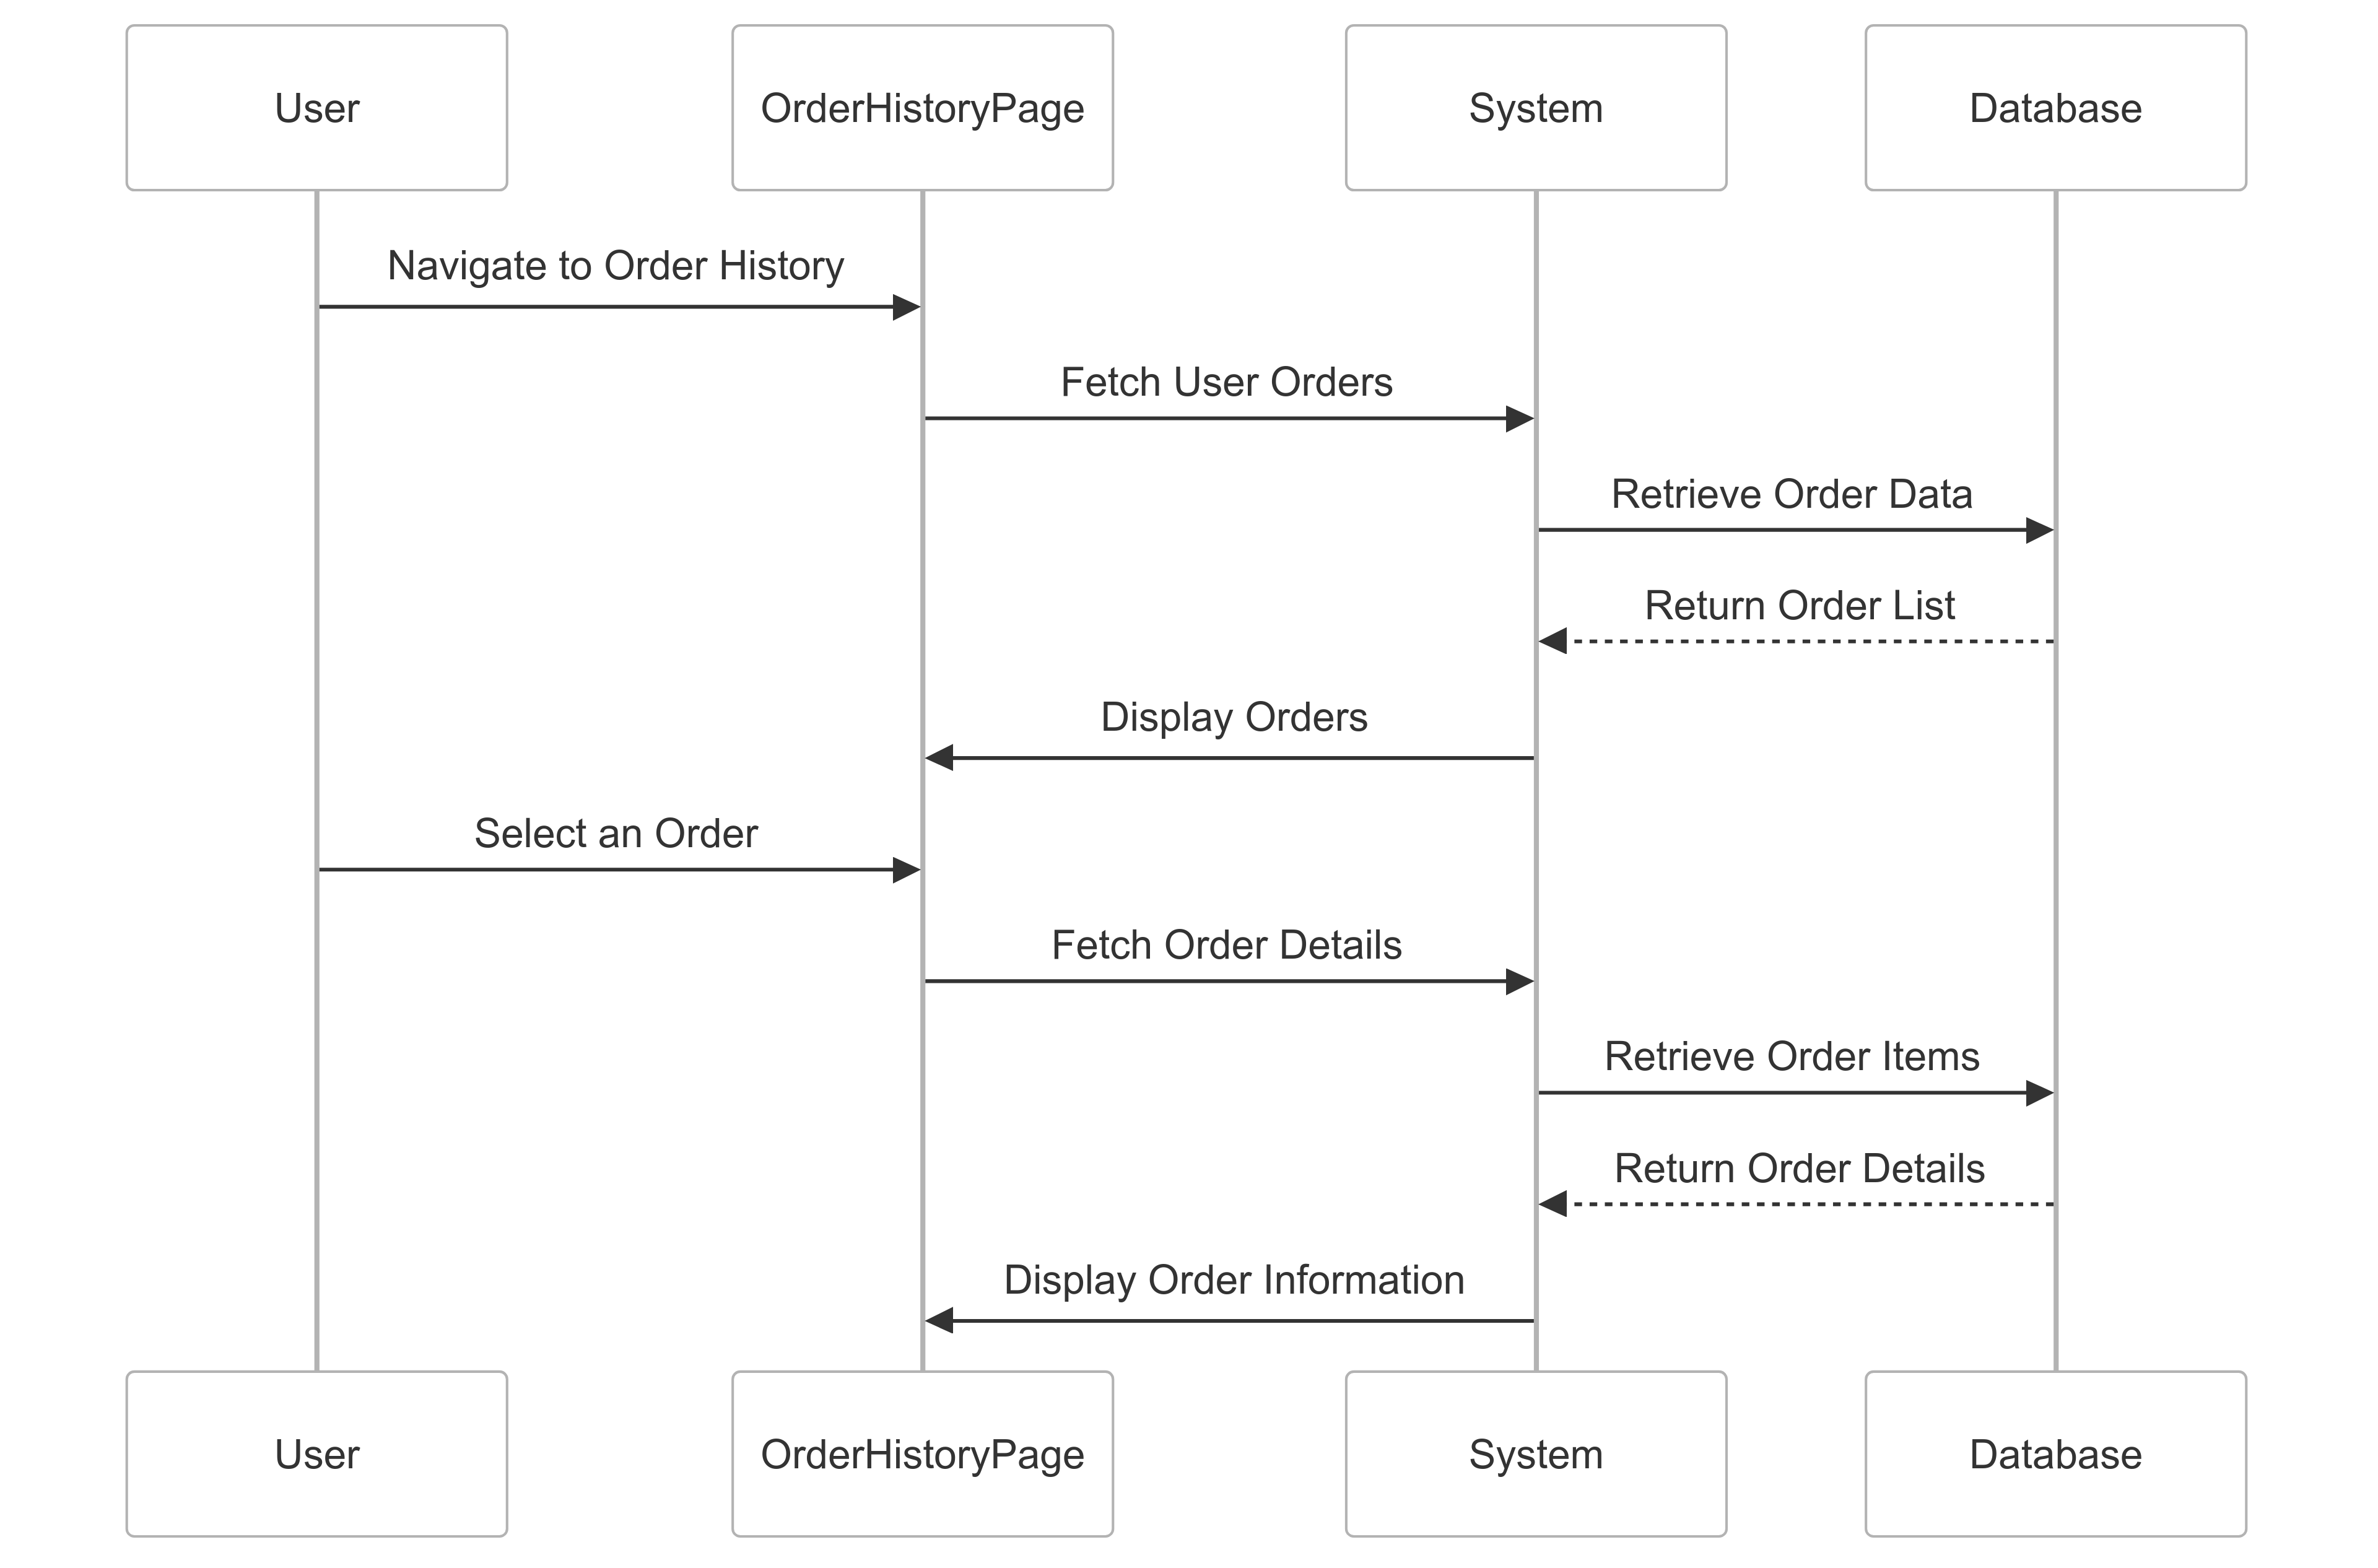 User
OrderHistoryPage
System
Database
Navigate to Order History
Fetch User Orders
Retrieve Order Data
Return Order List
Display Orders
Select an Order
Fetch Order Details
Retrieve Order Items
Return Order Details
Display Order Information
User
OrderHistoryPage
System
Database